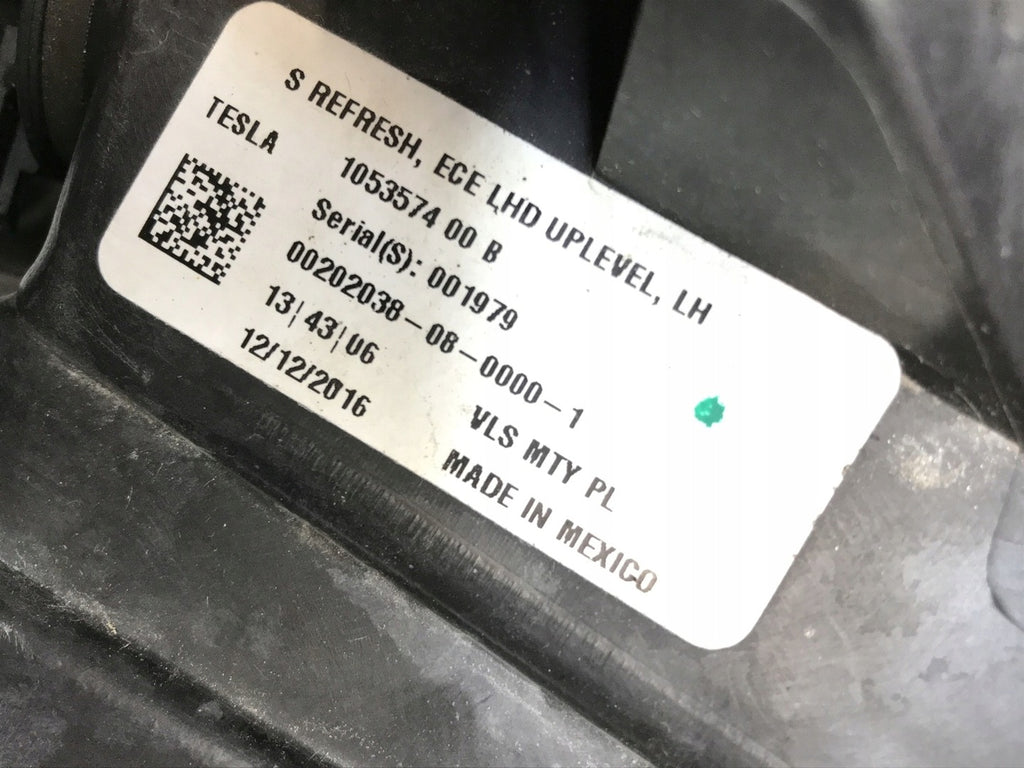 S REFRESH, ECE LHD UPLEVEL, LH
TESLA
1053574 00 B
Serial(S): 001979
00202038-08-0000-1
13¦43¦06
12/12/2016
VLS MTY PL
MADE IN MEXICO